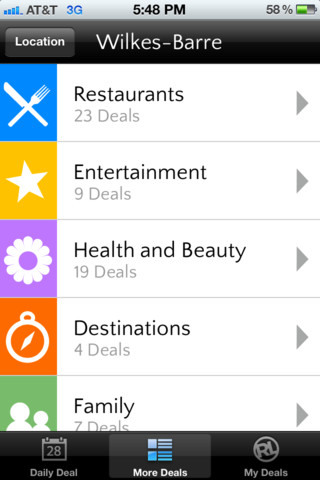 AT&T 3G 5:48 PM 58 %
Location Wilkes-Barre
Restaurants
23 Deals
Entertainment
9 Deals
Health and Beauty
19 Deals
Destinations
4 Deals
Family
7 Deals
28 RL
Daily Deal More Deals My Deals